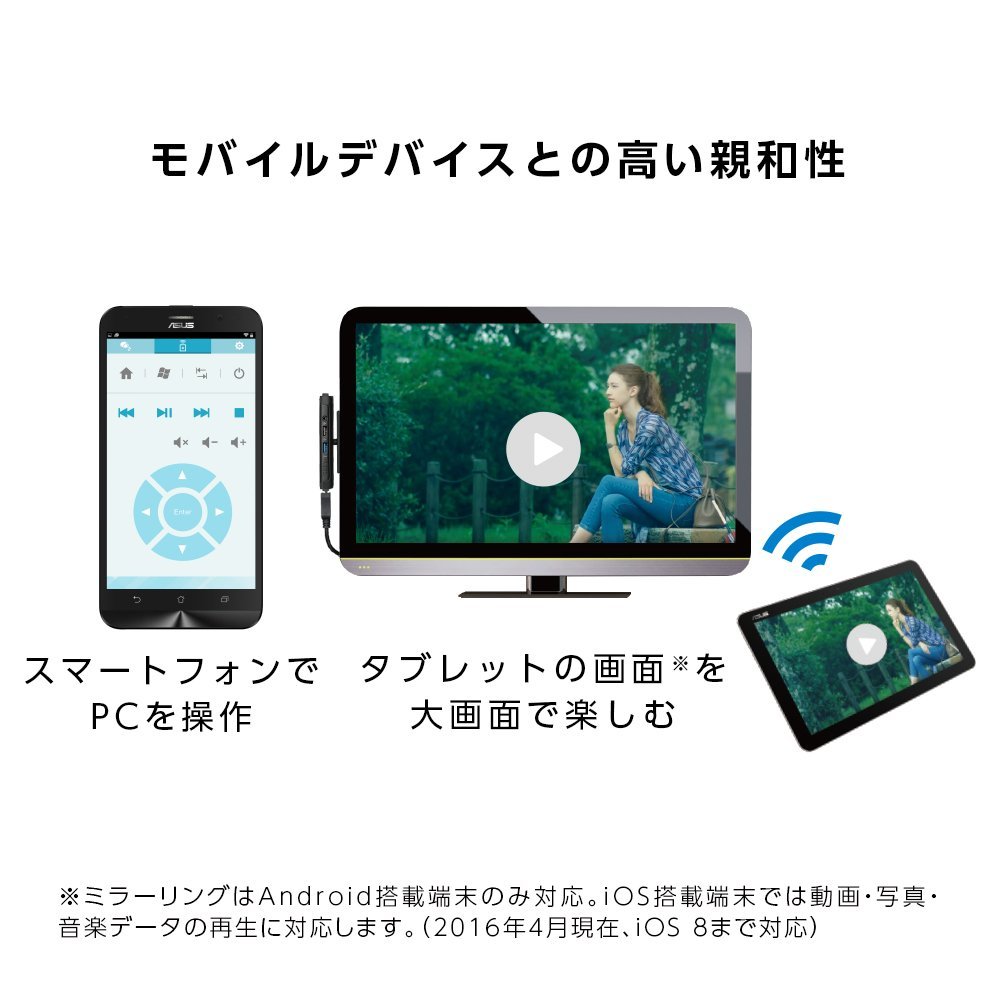 モバイルデバイスとの高い親和性
ASUS
Enter
ASUS
スマートフォンで
PCを操作
タブレットの画面※を
大画面で楽しむ
※ミラーリングはAndroid搭載端末のみ対応。iOS搭載端末では動画・写真・
音楽データの再生に対応します。（2016年4月現在、iOS 8まで対応）